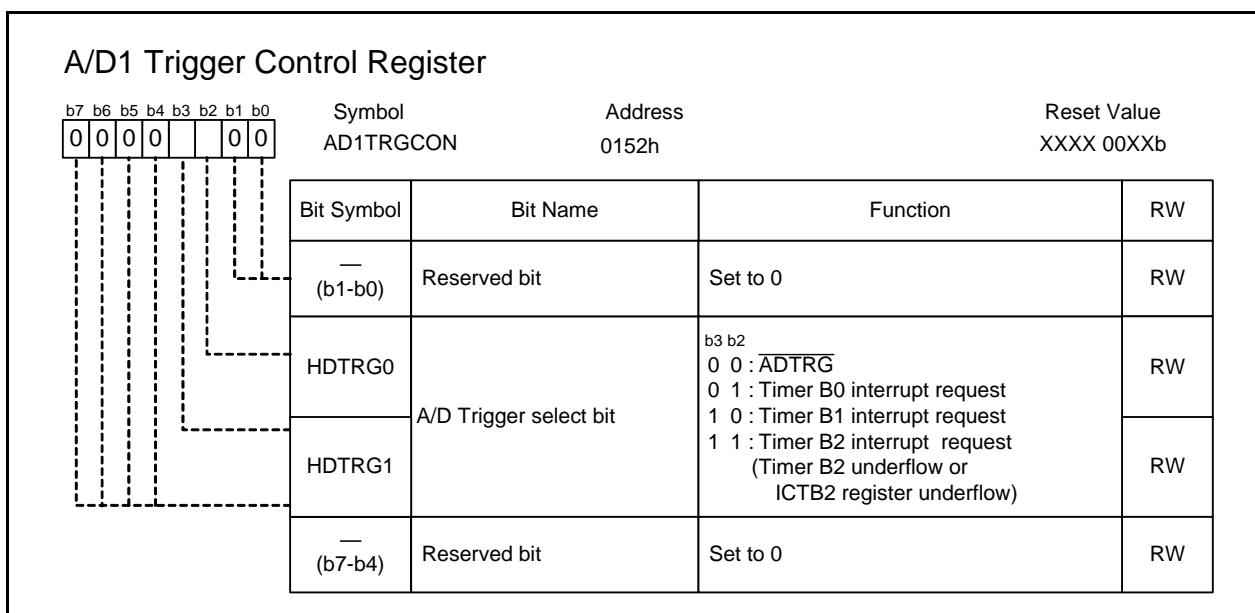 A/D1 Trigger Control Register
b7 b6 b5 b4 b3 b2 b1 b0
0 0 0 0 0 0
Symbol Address Reset Value
AD1TRGCON 0152h XXXX 00XXb
Bit Symbol Bit Name Function RW
—
(b1-b0) Reserved bit Set to 0 RW
HDTRG0
HDTRG1
A/D Trigger select bit
b3 b2
0 0 : ADTRG
0 1 : Timer B0 interrupt request
1 0 : Timer B1 interrupt request
1 1 : Timer B2 interrupt request
(Timer B2 underflow or
ICTB2 register underflow)
RW
RW
—
(b7-b4) Reserved bit Set to 0 RW